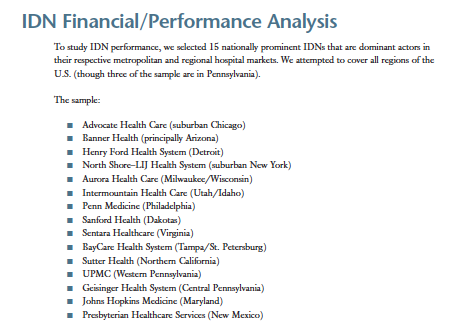 IDN Financial/Performance Analysis
To study IDN performance, we selected 15 nationally prominent IDNs that are dominant actors in
their respective metropolitan and regional hospital markets. We attempted to cover all regions of the
U.S. (though three of the sample are in Pennsylvania).
The sample:
■ Advocate Health Care (suburban Chicago)
■ Banner Health (principally Arizona)
■ Henry Ford Health System (Detroit)
■ North Shore–LIJ Health System (suburban New York)
■ Aurora Health Care (Milwaukee/Wisconsin)
■ Intermountain Health Care (Utah/Idaho)
■ Penn Medicine (Philadelphia)
■ Sanford Health (Dakotas)
■ Sentara Healthcare (Virginia)
■ BayCare Health System (Tampa/St. Petersburg)
■ Sutter Health (Northern California)
■ UPMC (Western Pennsylvania)
■ Geisinger Health System (Central Pennsylvania)
■ Johns Hopkins Medicine (Maryland)
■ Presbyterian Healthcare Services (New Mexico)